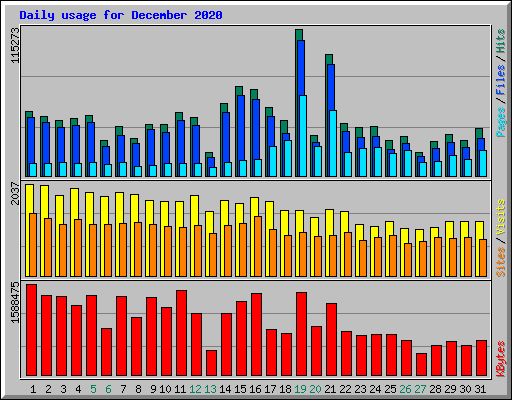 Daily usage for December 2020
115273
Pages / Files / Hits
2037
Sites / Visits
1588475
KBytes
1 2 3 4 5 6 7 8 9 10 11 12 13 14 15 16 17 18 19 20 21 22 23 24 25 26 27 28 29 30 31